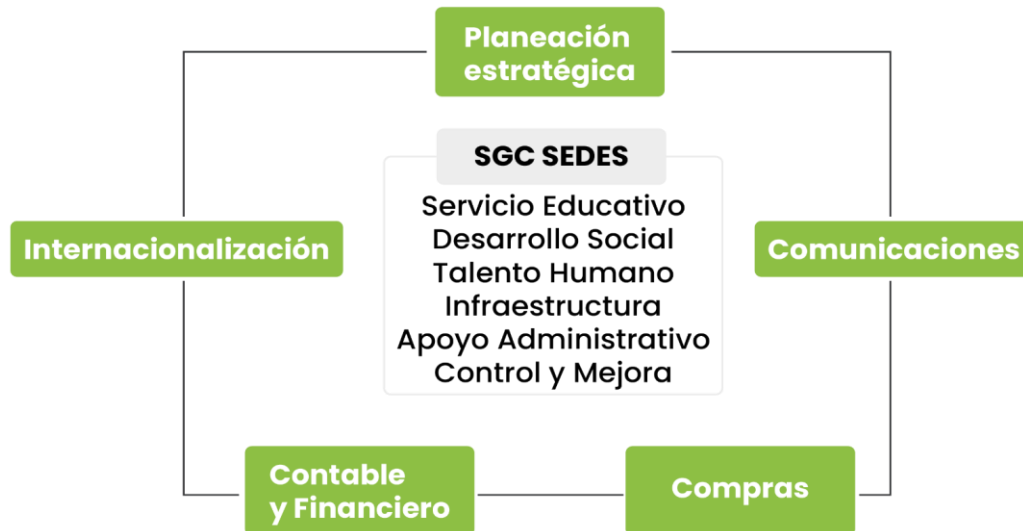 Planeación
estratégica
SGC SEDES
Servicio Educativo
Desarrollo Social
Talento Humano
Infraestructura
Apoyo Administrativo
Control y Mejora
Internacionalización
Comunicaciones
Contable
y Financiero
Compras